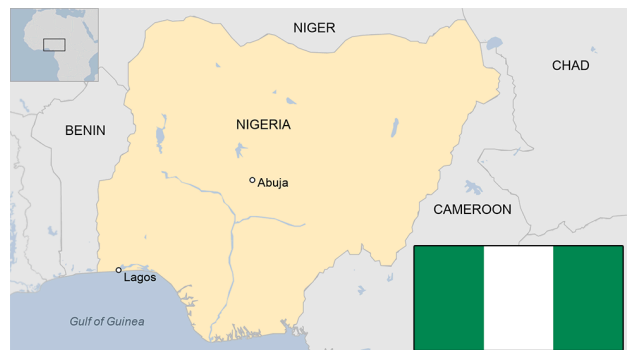 NIGER
CHAD
BENIN
NIGERIA
Abuja
CAMEROON
Lagos
Gulf of Guinea